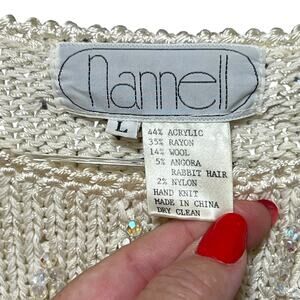 nannell
L
44% ACRYLIC
35% RAYON
14% WOOL
5% ANGORA
RABBIT HAIR
2% NYLON
HAND KNIT
MADE IN CHINA
DRY CLEAN